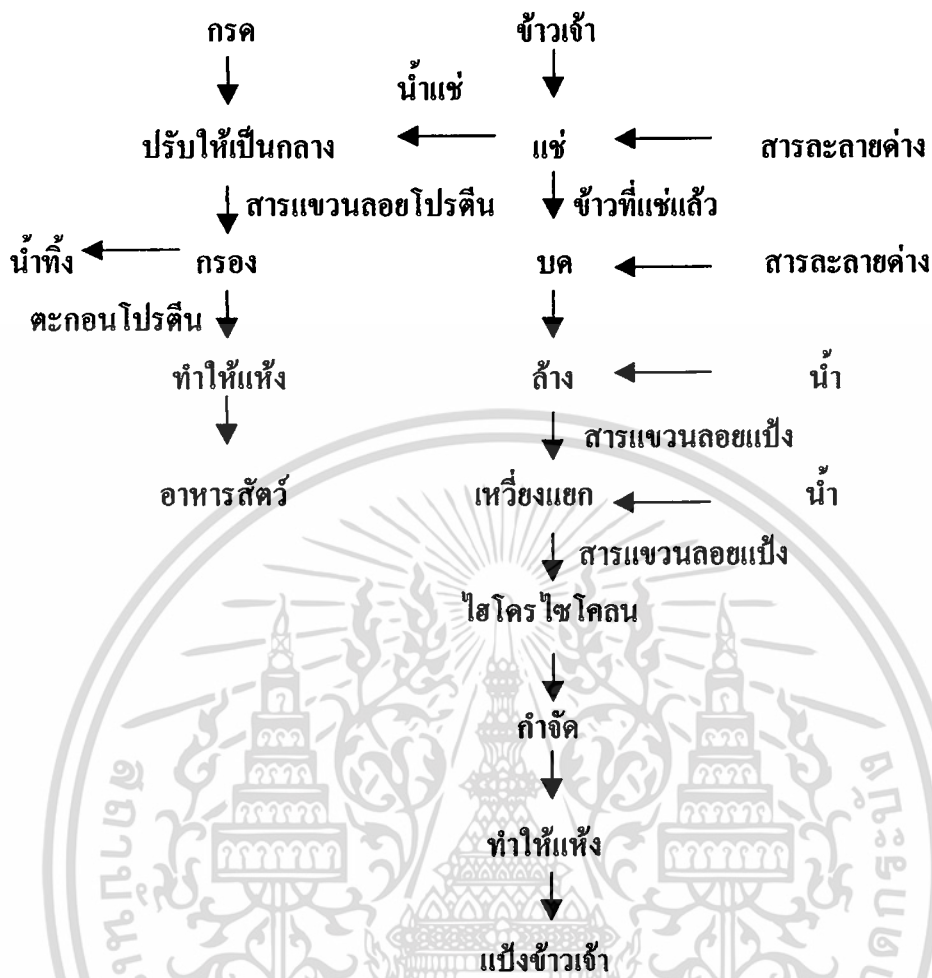 กรด ข้าวเจ้า
น้ำแช่
ปรับให้เป็นกลาง แช่ สารละลายด่าง
สารแขวนลอยโปรตีน ข้าวที่แช่แล้ว
น้ำทิ้ง กรอง บด สารละลายด่าง
ตะกอนโปรตีน
ทำให้แห้ง ล้าง น้ำ
สารแขวนลอยแป้ง
อาหารสัตว์ เหวี่ยงแยก น้ำ
สารแขวนลอยแป้ง
ไฮโดรไซโคลน
กำจัด
ทำให้แห้ง
แป้งข้าวเจ้า